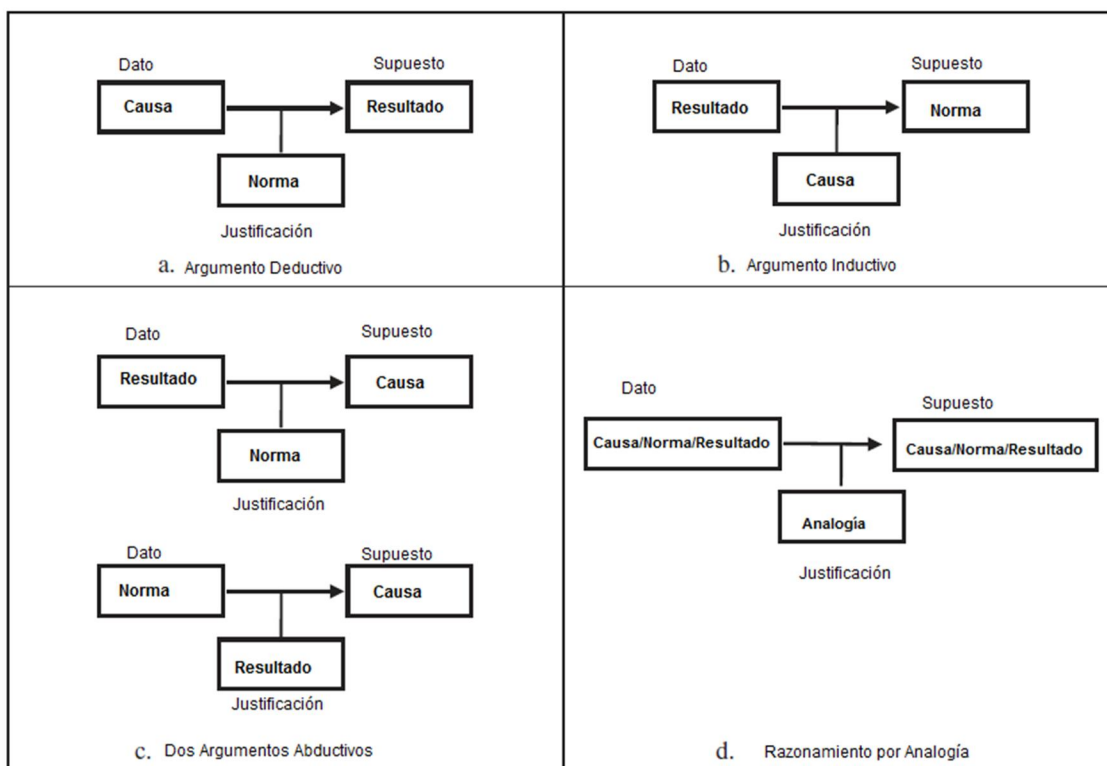 Dato Supuesto
Causa Resultado
Norma
Justificación
a. Argumento Deductivo
Dato Supuesto
Resultado Norma
Causa
Justificación
b. Argumento Inductivo
Dato Supuesto
Resultado Causa
Norma
Justificación
Dato Supuesto
Norma Causa
Resultado
Justificación
c. Dos Argumentos Abductivos
Dato
Supuesto
Causa/Norma/Resultado Causa/Norma/Resultado
Analogía
Justificación
d. Razonamiento por Analogía